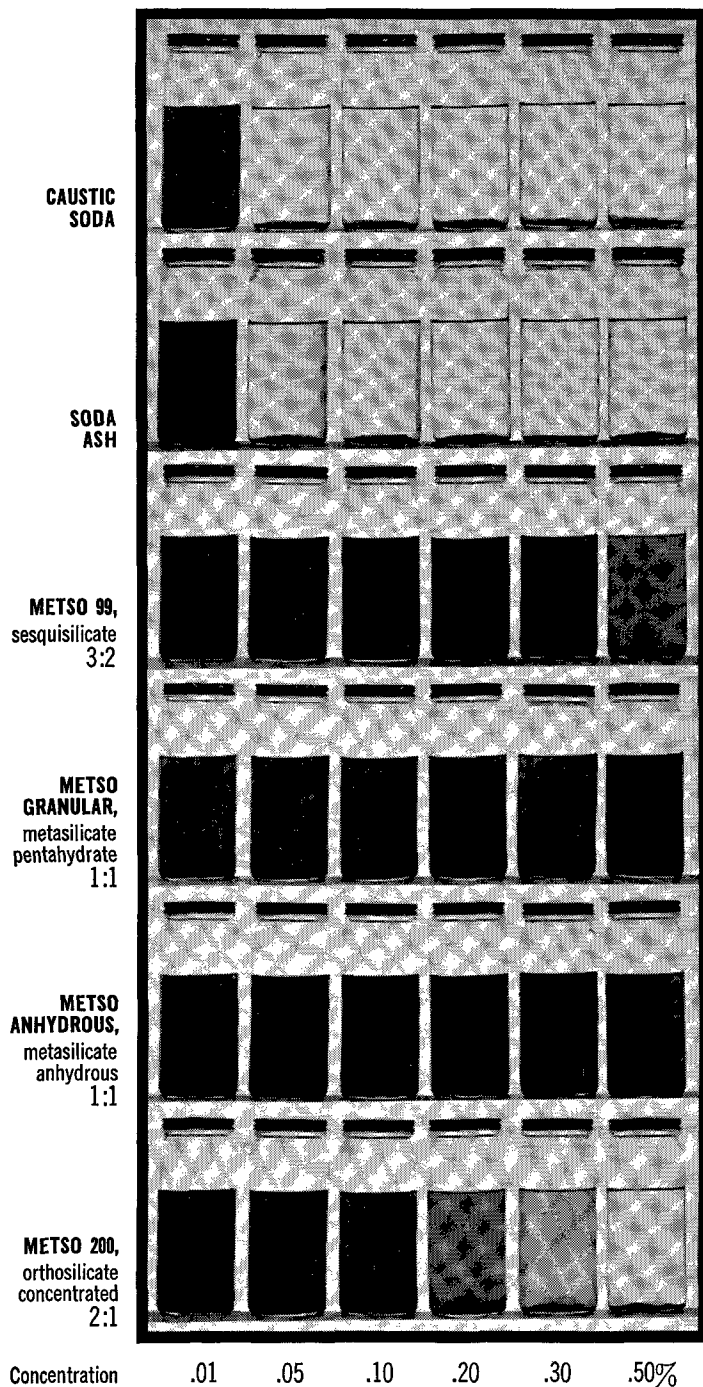 CAUSTIC
SODA
SODA
ASH
METSO 99,
sesquisilicate
3:2
METSO
GRANULAR,
metasilicate
pentahydrate
1:1
METSO
ANHYDROUS,
metasilicate
anhydrous
1:1
METSO 200,
orthosilicate
concentrated
2:1
Concentration .01 .05 .10 .20 .30 .50%